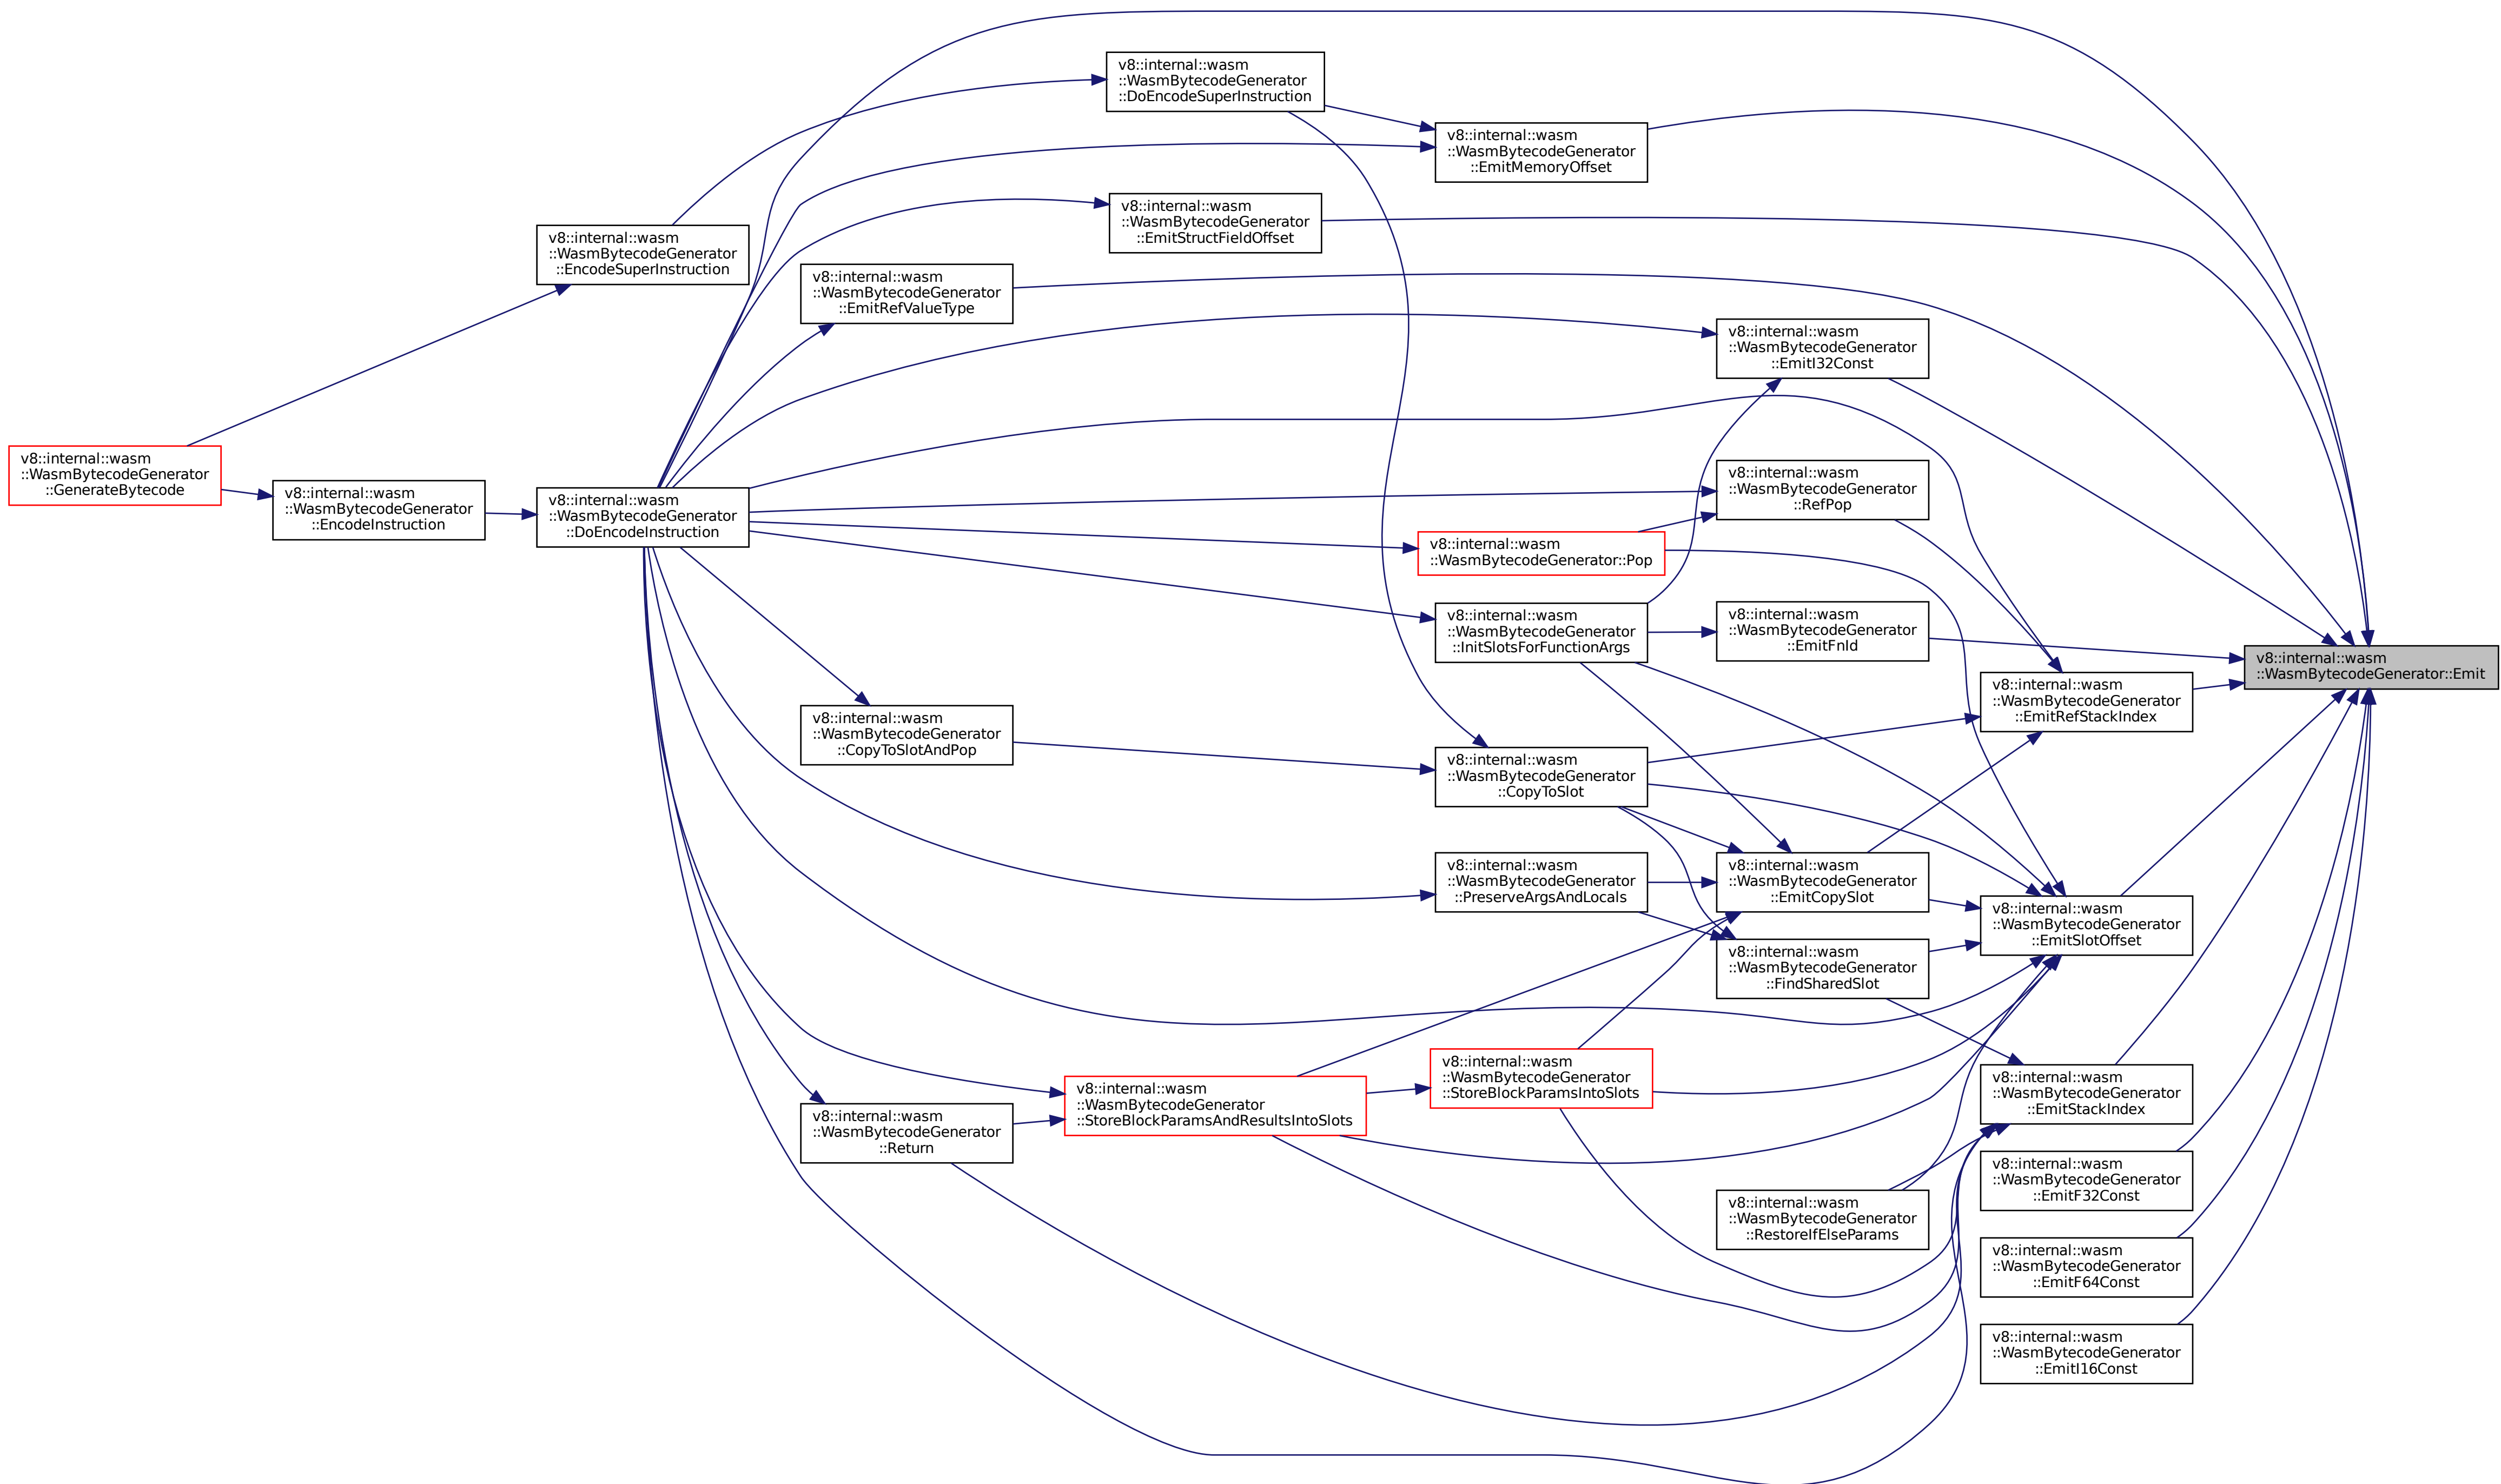 v8::internal::wasm
::WasmBytecodeGenerator
::DoEncodeSuperInstruction
v8::internal::wasm
::WasmBytecodeGenerator
::EmitMemoryOffset
v8::internal::wasm
::WasmBytecodeGenerator
::EmitStructFieldOffset
v8::internal::wasm
::WasmBytecodeGenerator
::EncodeSuperInstruction
v8::internal::wasm
::WasmBytecodeGenerator
::EmitRefValueType
v8::internal::wasm
::WasmBytecodeGenerator
::EmitI32Const
v8::internal::wasm
::WasmBytecodeGenerator
::GenerateBytecode
v8::internal::wasm
::WasmBytecodeGenerator
::RefPop
v8::internal::wasm
::WasmBytecodeGenerator
::EncodeInstruction
v8::internal::wasm
::WasmBytecodeGenerator
::DoEncodeInstruction
v8::internal::wasm
::WasmBytecodeGenerator::Pop
v8::internal::wasm
::WasmBytecodeGenerator
::InitSlotsForFunctionArgs
v8::internal::wasm
::WasmBytecodeGenerator
::EmitFnId
v8::internal::wasm
::WasmBytecodeGenerator::Emit
v8::internal::wasm
::WasmBytecodeGenerator
::EmitRefStackIndex
v8::internal::wasm
::WasmBytecodeGenerator
::CopyToSlotAndPop
v8::internal::wasm
::WasmBytecodeGenerator
::CopyToSlot
v8::internal::wasm
::WasmBytecodeGenerator
::PreserveArgsAndLocals
v8::internal::wasm
::WasmBytecodeGenerator
::EmitCopySlot
v8::internal::wasm
::WasmBytecodeGenerator
::EmitSlotOffset
v8::internal::wasm
::WasmBytecodeGenerator
::FindSharedSlot
v8::internal::wasm
::WasmBytecodeGenerator
::StoreBlockParamsIntoSlots
v8::internal::wasm
::WasmBytecodeGenerator
::EmitStackIndex
v8::internal::wasm
::WasmBytecodeGenerator
::StoreBlockParamsAndResultsIntoSlots
v8::internal::wasm
::WasmBytecodeGenerator
::Return
v8::internal::wasm
::WasmBytecodeGenerator
::EmitF32Const
v8::internal::wasm
::WasmBytecodeGenerator
::RestoreIfElseParams
v8::internal::wasm
::WasmBytecodeGenerator
::EmitF64Const
v8::internal::wasm
::WasmBytecodeGenerator
::EmitI16Const